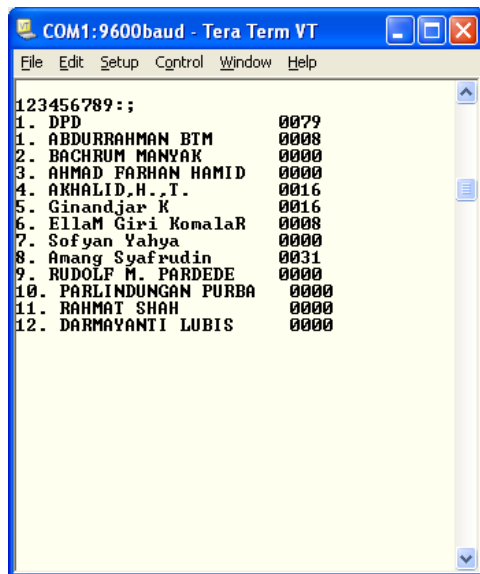 COM1:9600baud - Tera Term VT
File Edit Setup Control Window Help
123456789:;
1. DPD 0079
1. ABDURRAHMAN BTM 0008
2. BACHRUM MANYAK 0000
3. AHMAD FARHAN HAMID 0000
4. AKHALID,H.,T. 0016
5. Ginandjar K 0016
6. EllaM Giri KomalaR 0008
7. Sofyan Yahya 0000
8. Amang Syafrudin 0031
9. RUDOLF M. PARDEDE 0000
10. PARLINDUNGAN PURBA 0000
11. RAHMAT SHAH 0000
12. DARMAYANTI LUBIS 0000